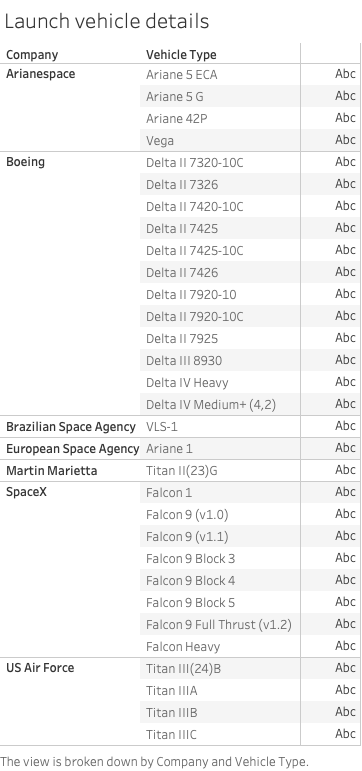 Launch vehicle details
Company Vehicle Type
Arianespace Ariane 5 ECA Abc
Ariane 5 G Abc
Ariane 42P Abc
Vega Abc
Boeing Delta II 7320-10C Abc
Delta II 7326 Abc
Delta II 7420-10C Abc
Delta II 7425 Abc
Delta II 7425-10C Abc
Delta II 7426 Abc
Delta II 7920-10 Abc
Delta II 7920-10C Abc
Delta II 7925 Abc
Delta III 8930 Abc
Delta IV Heavy Abc
Delta IV Medium+ (4,2) Abc
Brazilian Space Agency VLS-1 Abc
European Space Agency Ariane 1 Abc
Martin Marietta Titan II(23)G Abc
SpaceX Falcon 1 Abc
Falcon 9 (v1.0) Abc
Falcon 9 (v1.1) Abc
Falcon 9 Block 3 Abc
Falcon 9 Block 4 Abc
Falcon 9 Block 5 Abc
Falcon 9 Full Thrust (v1.2) Abc
Falcon Heavy Abc
US Air Force Titan III(24)B Abc
Titan IIIA Abc
Titan IIIB Abc
Titan IIIC Abc
The view is broken down by Company and Vehicle Type.